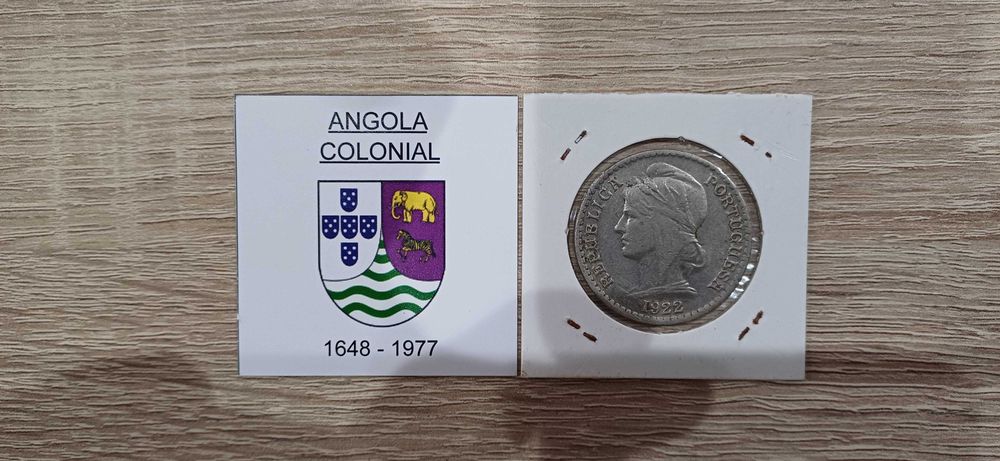 ANGOLA
COLONIAL
1648 - 1977
REPUBLICA PORTUGUESA
1922